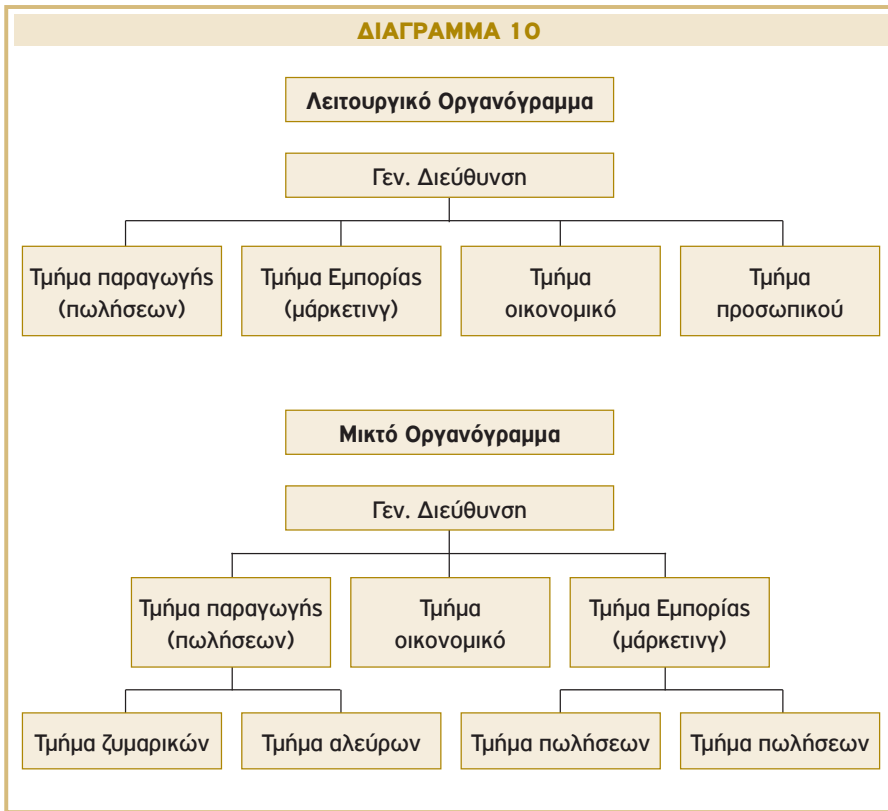 ΔΙΑΓΡΑΜΜΑ 10
Λειτουργικό Οργανόγραμμα
Γεν. Διεύθυνση
Τμήμα παραγωγής
(πωλήσεων)
Τμήμα Εμπορίας
(μάρκετινγ)
Τμήμα
οικονομικό
Τμήμα
προσωπικού
Μικτό Οργανόγραμμα
Γεν. Διεύθυνση
Τμήμα παραγωγής
(πωλήσεων)
Τμήμα
οικονομικό
Τμήμα Εμπορίας
(μάρκετινγ)
Τμήμα ζυμαρικών
Τμήμα αλεύρων
Τμήμα πωλήσεων
Τμήμα πωλήσεων